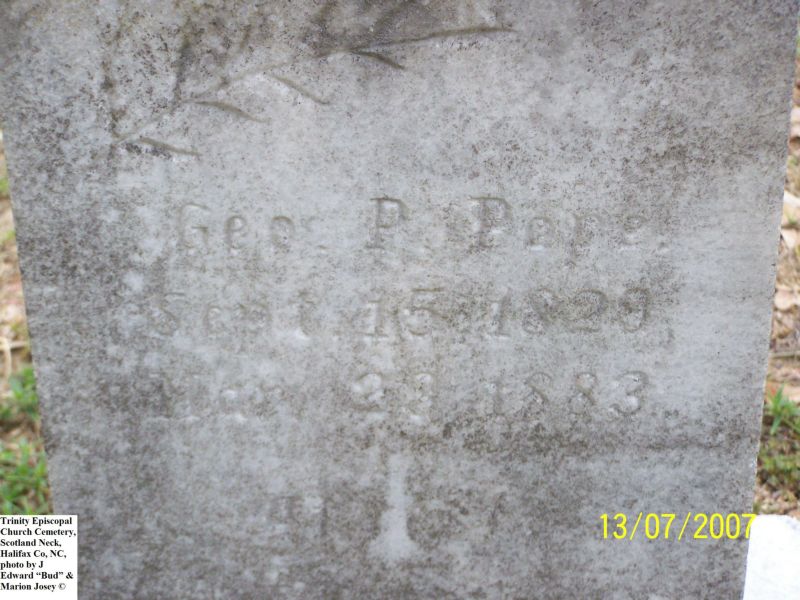 Geo. P. Pope.
Sept. 15, 1829
1883
13/07/2007
Trinity Episcopal
Church Cemetery,
Scotland Neck,
Halifax Co, NC,
photo by J
Edward “Bud” &
Marion Josey ©